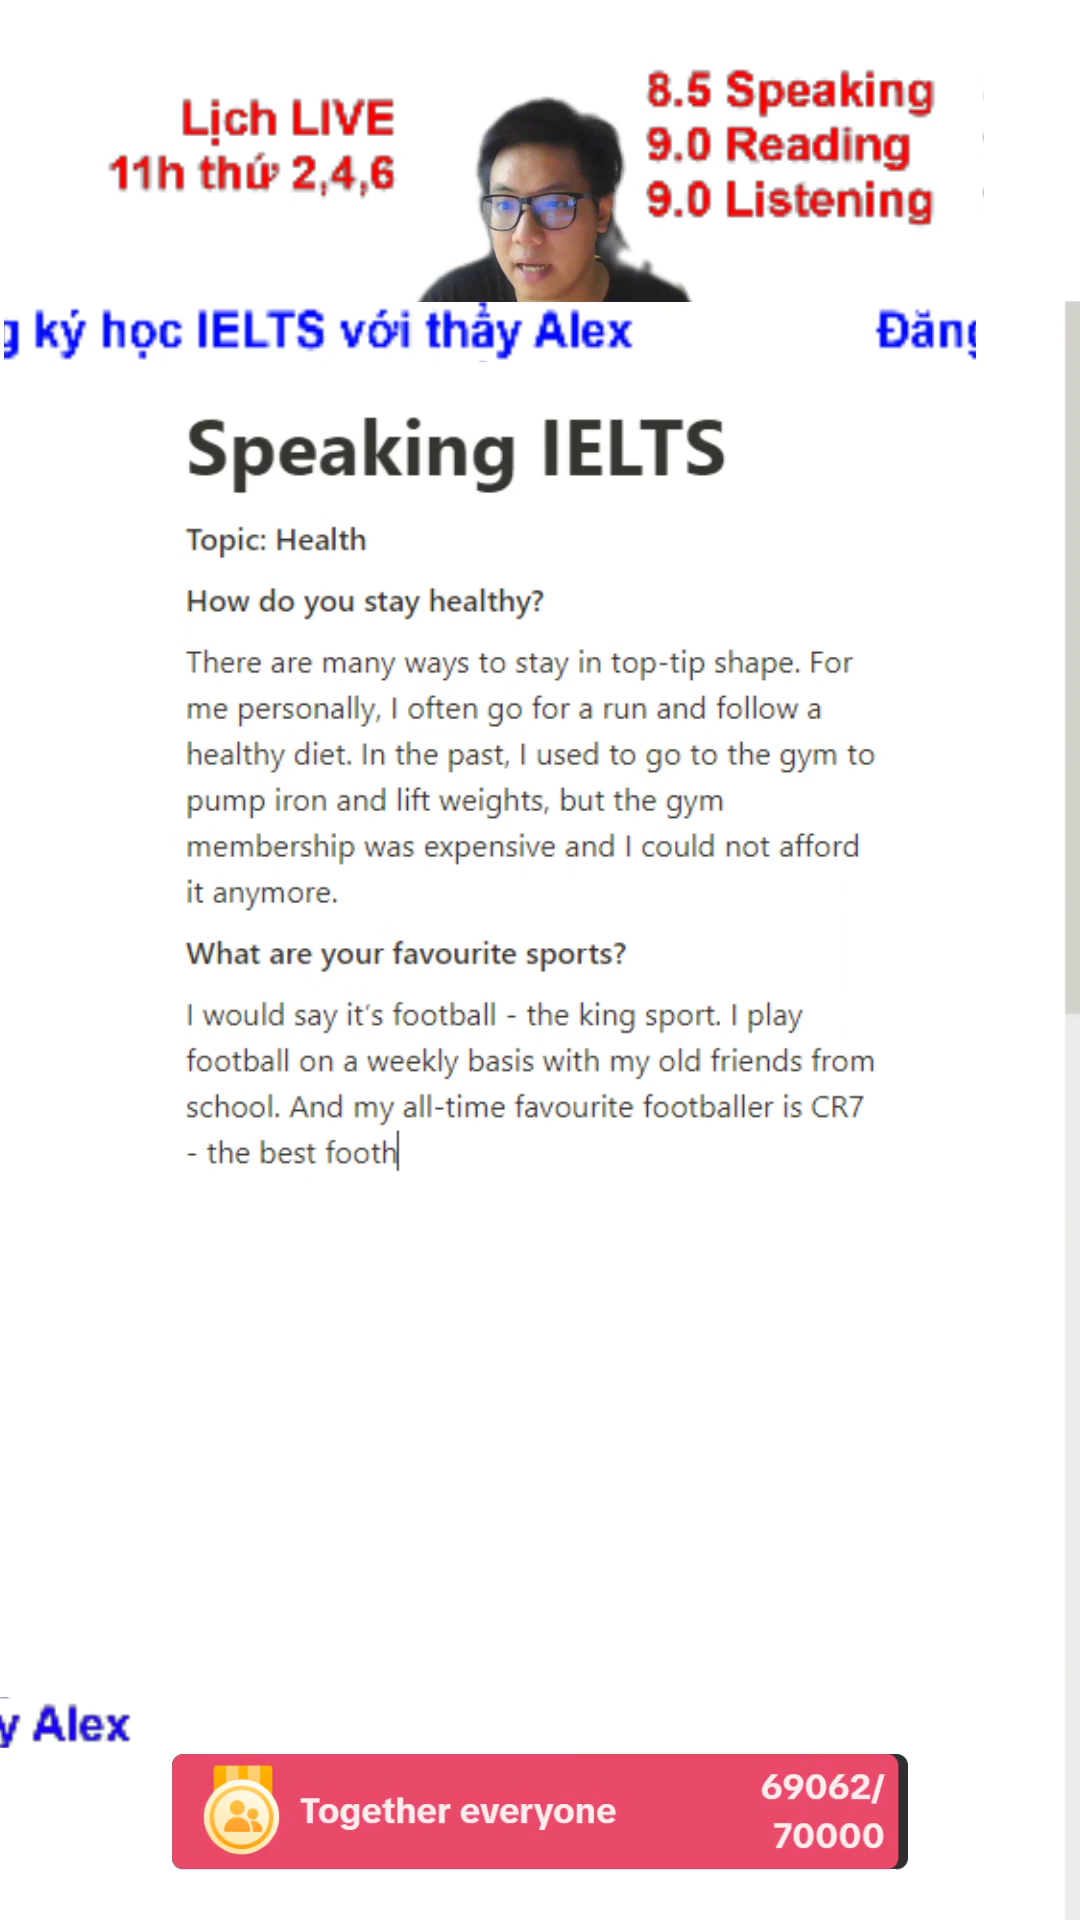 Lịch LIVE
11h thứ 2,4,6
8.5 Speaking
9.0 Reading
9.0 Listening
ký học IELTS với thầy Alex
Speaking IELTS
Topic: Health
How do you stay healthy?
There are many ways to stay in top-tip shape. For
me personally, I often go for a run and follow a
healthy diet. In the past, I used to go to the gym to
pump iron and lift weights, but the gym
membership was expensive and I could not afford
it anymore.
What are your favourite sports?
I would say it's football - the king sport. I play
football on a weekly basis with my old friends from
school. And my all-time favourite footballer is CR7
- the best footh
Alex
Together everyone
69062/
70000